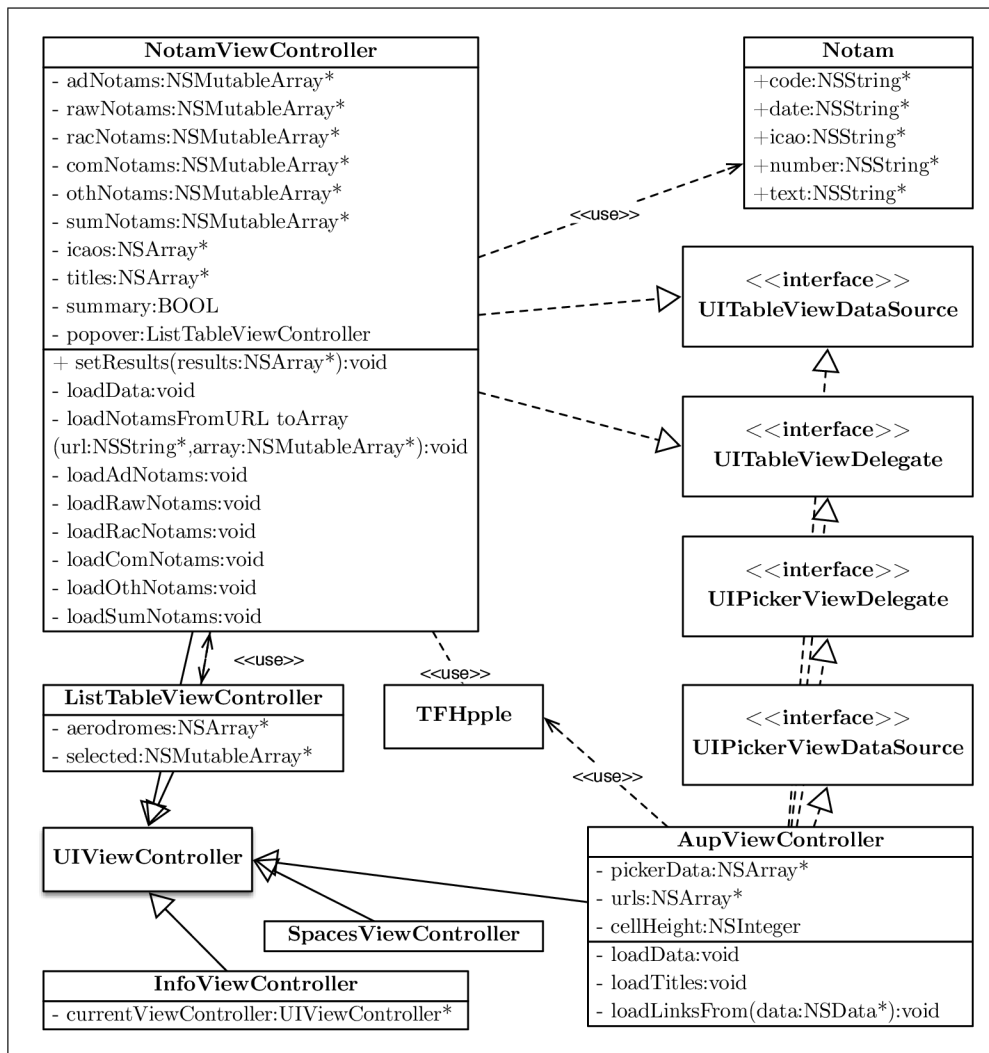 NotamViewController
- adNotams:NSMutableArray*
- rawNotams:NSMutableArray*
- racNotams:NSMutableArray*
- comNotams:NSMutableArray*
- othNotams:NSMutableArray*
- sumNotams:NSMutableArray*
- icaos:NSArray*
- titles:NSArray*
- summary:BOOL
- popover:ListTableViewController
+ setResults(results:NSArray*):void
- loadData:void
- loadNotamsFromURL toArray
(url:NSString*,array:NSMutableArray*):void
- loadAdNotams:void
- loadRawNotams:void
- loadRacNotams:void
- loadComNotams:void
- loadOthNotams:void
- loadSumNotams:void
Notam
+code:NSString*
+date:NSString*
+icao:NSString*
+number:NSString*
+text:NSString*
<<use>>
<<interface>>
UITableViewDataSource
<<interface>>
UITableViewDelegate
<<interface>>
UIPickerViewDelegate
<<interface>>
UIPickerViewDataSource
<<use>>
<<use>>
ListTableViewController
- aerodromes:NSArray*
- selected:NSMutableArray*
TFHpple
<<use>>
UIViewController
AupViewController
- pickerData:NSArray*
- urls:NSArray*
- cellHeight:NSInteger
- loadData:void
- loadTitles:void
- loadLinksFrom(data:NSData*):void
SpacesViewController
InfoViewController
- currentViewController:UIViewController*